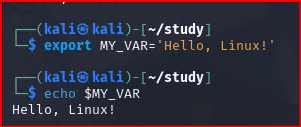 ┌──(kali㉿kali)-[~/study]
└─$ export MY_VAR='Hello, Linux!'
┌──(kali㉿kali)-[~/study]
└─$ echo $MY_VAR
Hello, Linux!